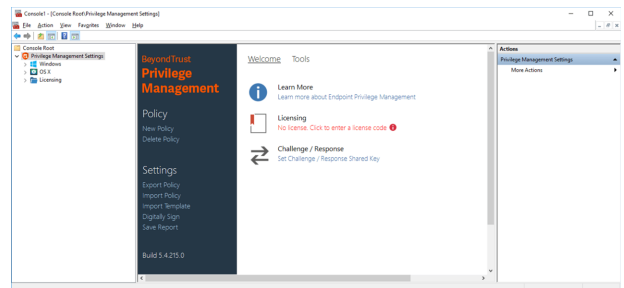 Console1 - [Console Root\Privilege Management Settings]
File Action View Favorites Window Help
Console Root
Privilege Management Settings
Windows
OS X
Licensing
BeyondTrust
Privilege
Management
Policy
New Policy
Delete Policy
Settings
Export Policy
Import Policy
Import Template
Digitally Sign
Save Report
Build 5.4.215.0
Welcome Tools
Learn More
Learn more about Endpoint Privilege Management
Licensing
No license. Click to enter a license code
Challenge / Response
Set Challenge / Response Shared Key
Actions
Privilege Management Settings
More Actions